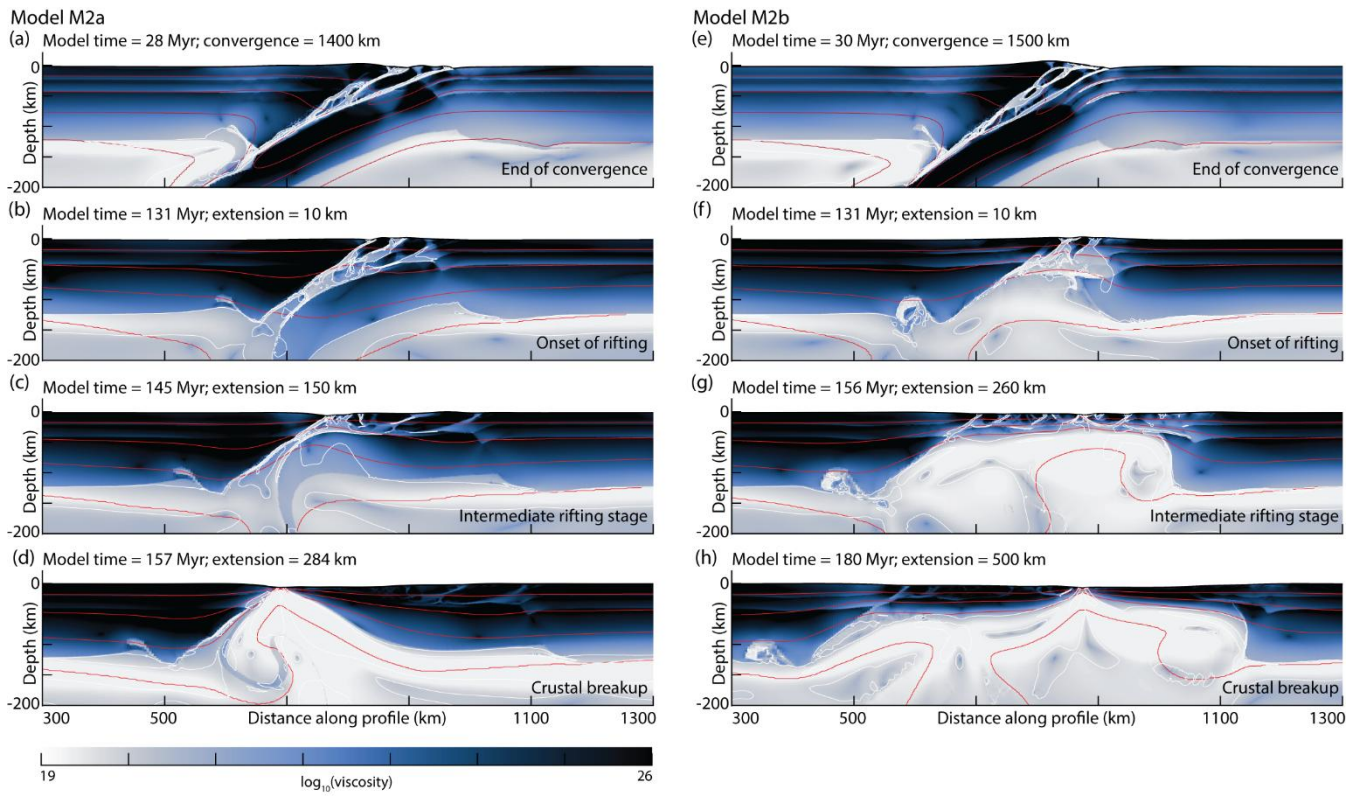 Model M2a
(a) Model time = 28 Myr; convergence = 1400 km
0
Depth (km)
-200
End of convergence
(b) Model time = 131 Myr; extension = 10 km
0
Depth (km)
-200
Onset of rifting
(c) Model time = 145 Myr; extension = 150 km
0
Depth (km)
-200
Intermediate rifting stage
(d) Model time = 157 Myr; extension = 284 km
0
Depth (km)
-200
Crustal breakup
300 500 Distance along profile (km) 1100 1300
19 26
log10(viscosity)
Model M2b
(e) Model time = 30 Myr; convergence = 1500 km
0
Depth (km)
-200
End of convergence
(f) Model time = 131 Myr; extension = 10 km
0
Depth (km)
-200
Onset of rifting
(g) Model time = 156 Myr; extension = 260 km
0
Depth (km)
-200
Intermediate rifting stage
(h) Model time = 180 Myr; extension = 500 km
0
Depth (km)
-200
Crustal breakup
300 500 Distance along profile (km) 1100 1300